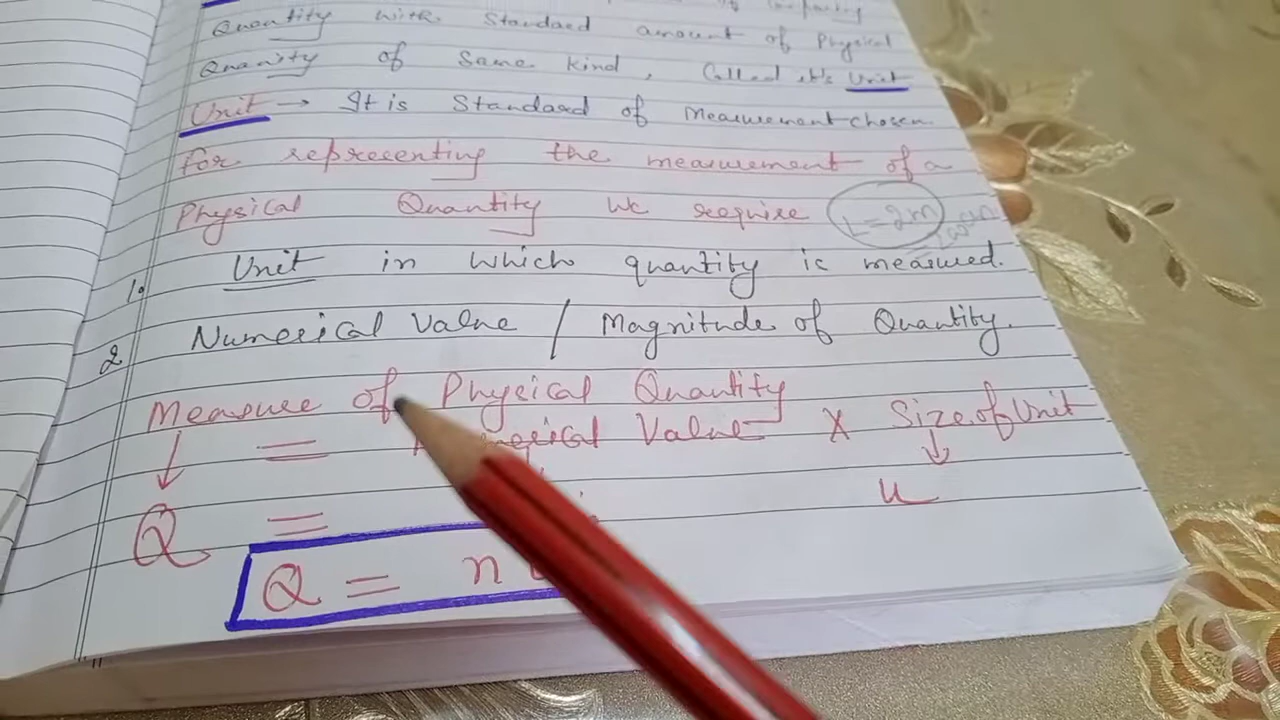 Quantity with Standard amount of Physical
Quanity of Same kind, Called it's Unit
Unit → It is Standard of Measurement chosen
for representing the measurement of a
Physical Quantity We require L = 2m
1. Unit in which quantity is measured.
2 Numerical Value / Magnitude of Quantity.
Measure of Physical Quantity
= Value X Size of Unit
Q = u
Q = n